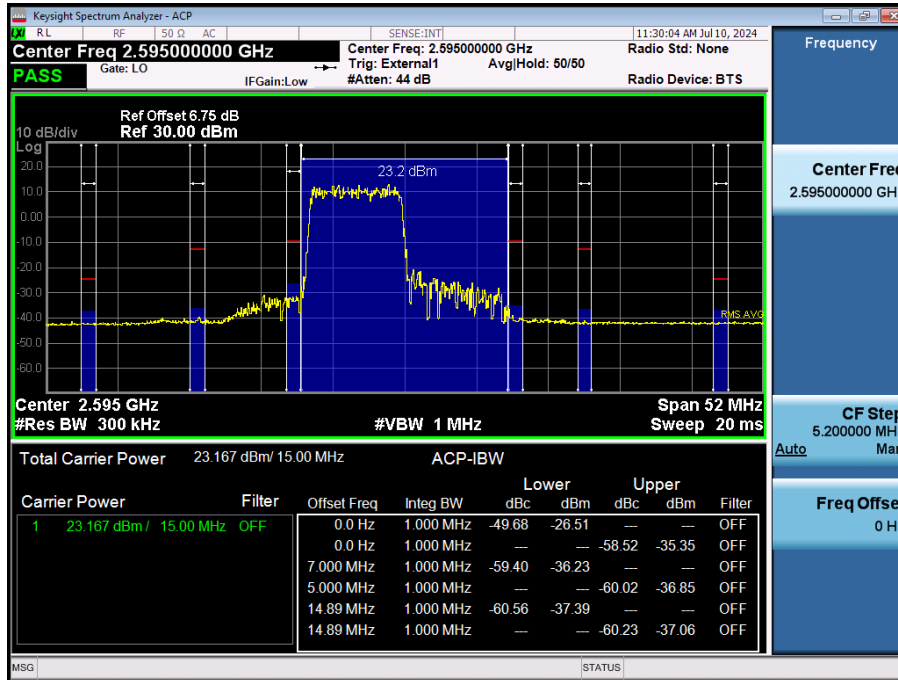 Keysight Spectrum Analyzer - ACP
LXI RL RF 50 Ω AC SENSE:INT 11:30:04 AM Jul 10, 2024
Center Freq 2.595000000 GHz
Center Freq: 2.595000000 GHz Radio Std: None
PASS Gate: LO IFGain:Low
Trig: External1 Avg|Hold: 50/50
#Atten: 44 dB Radio Device: BTS
Ref Offset 6.75 dB
10 dB/div Ref 30.00 dBm
Log
20.0
10.0
0.00
-10.0
-20.0
-30.0
-40.0
-50.0
-60.0
23.2 dBm
RMS AVG
Center 2.595 GHz Span 52 MHz
#Res BW 300 kHz #VBW 1 MHz Sweep 20 ms
Total Carrier Power 23.167 dBm/ 15.00 MHz ACP-IBW
Lower Upper
Carrier Power Filter Offset Freq Integ BW dBc dBm dBc dBm Filter
1 23.167 dBm / 15.00 MHz OFF 0.0 Hz 1.000 MHz -49.68 -26.51 --- --- OFF
0.0 Hz 1.000 MHz --- --- -58.52 -35.35 OFF
7.000 MHz 1.000 MHz -59.40 -36.23 --- --- OFF
5.000 MHz 1.000 MHz --- --- -60.02 -36.85 OFF
14.89 MHz 1.000 MHz -60.56 -37.39 --- --- OFF
14.89 MHz 1.000 MHz --- --- -60.23 -37.06 OFF
MSG STATUS
Frequency
Center Fre
2.595000000 GH
CF Step
5.200000 MH
Auto Ma
Freq Offse
0 H